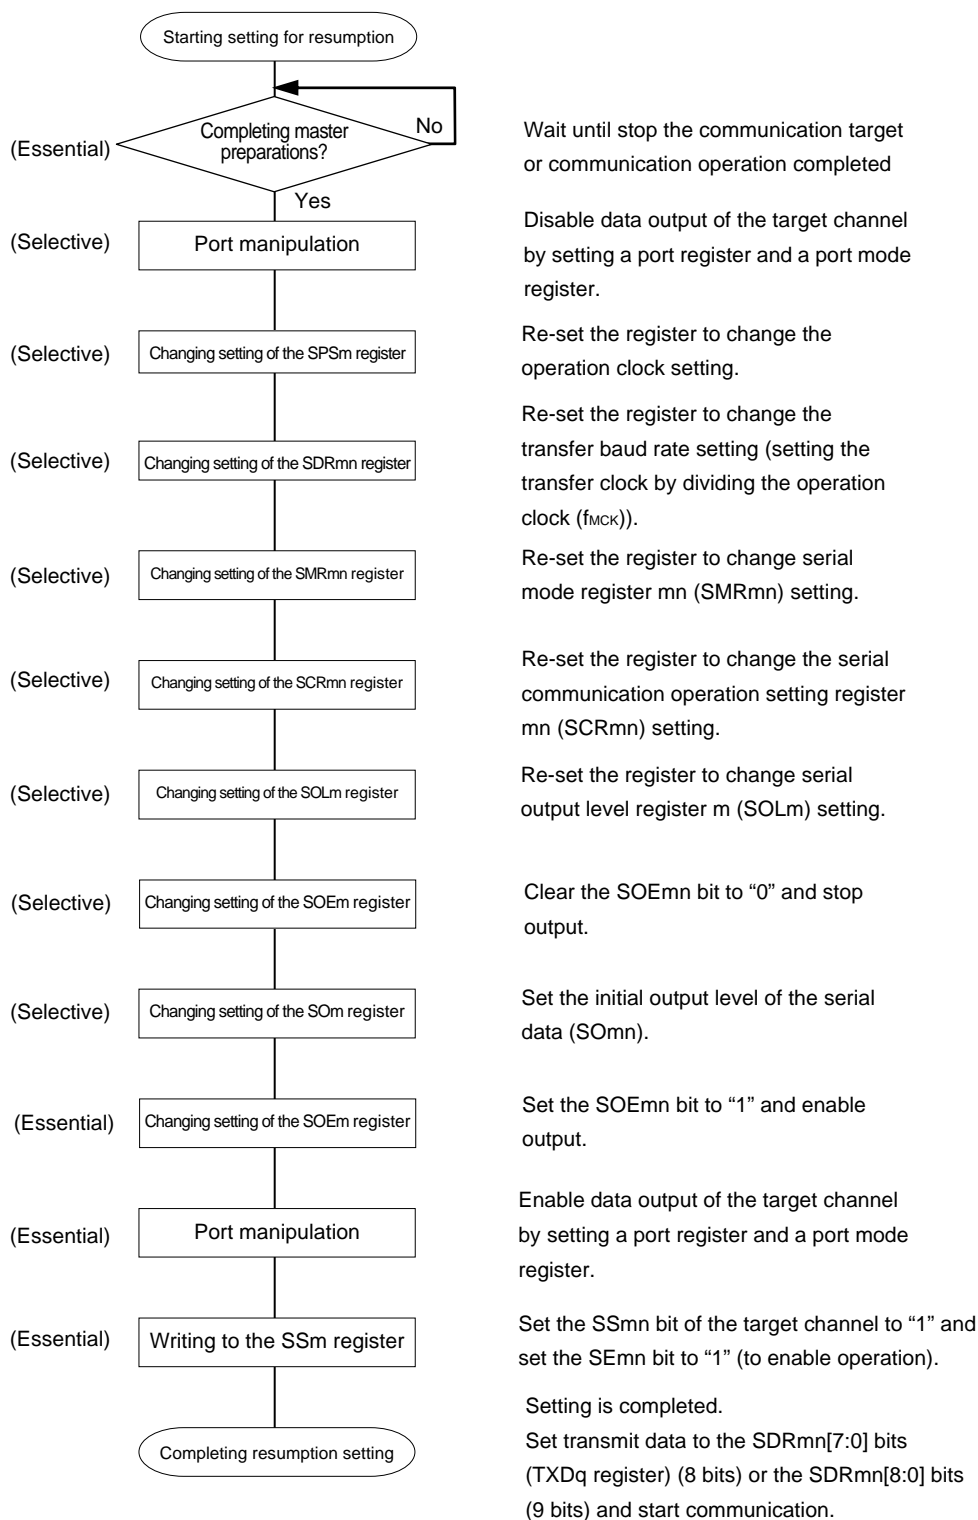 Starting setting for resumption
(Essential)
Completing master
preparations?
No
Wait until stop the communication target
or communication operation completed
Yes
(Selective)
Port manipulation
Disable data output of the target channel
by setting a port register and a port mode
register.
(Selective)
Changing setting of the SPSm register
Re-set the register to change the
operation clock setting.
(Selective)
Changing setting of the SDRmn register
Re-set the register to change the
transfer baud rate setting (setting the
transfer clock by dividing the operation
clock (fMCK)).
(Selective)
Changing setting of the SMRmn register
Re-set the register to change serial
mode register mn (SMRmn) setting.
(Selective)
Changing setting of the SCRmn register
Re-set the register to change the serial
communication operation setting register
mn (SCRmn) setting.
(Selective)
Changing setting of the SOLm register
Re-set the register to change serial
output level register m (SOLm) setting.
(Selective)
Changing setting of the SOEm register
Clear the SOEmn bit to “0” and stop
output.
(Selective)
Changing setting of the SOm register
Set the initial output level of the serial
data (SOmn).
(Essential)
Changing setting of the SOEm register
Set the SOEmn bit to “1” and enable
output.
(Essential)
Port manipulation
Enable data output of the target channel
by setting a port register and a port mode
register.
(Essential)
Writing to the SSm register
Set the SSmn bit of the target channel to “1” and
set the SEmn bit to “1” (to enable operation).
Completing resumption setting
Setting is completed.
Set transmit data to the SDRmn[7:0] bits
(TXDq register) (8 bits) or the SDRmn[8:0] bits
(9 bits) and start communication.